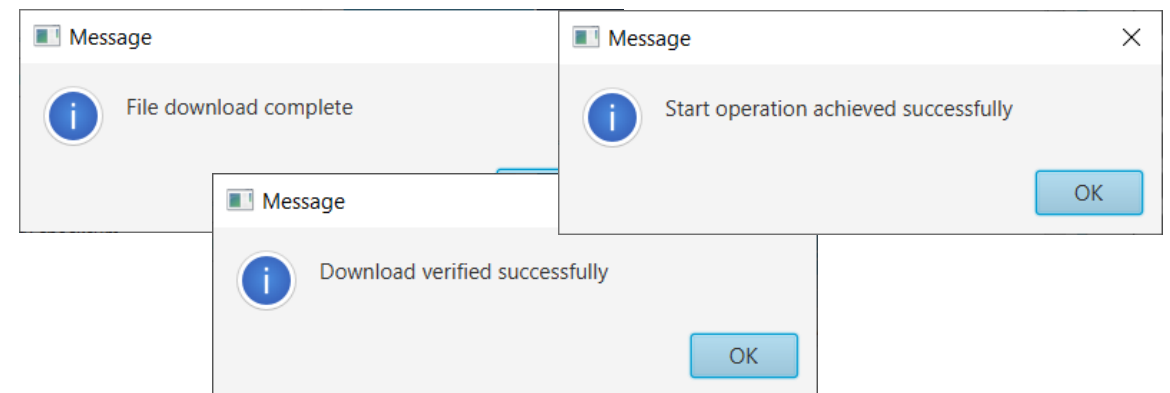 Message
File download complete
Message
Start operation achieved successfully
OK
Message
Download verified successfully
OK